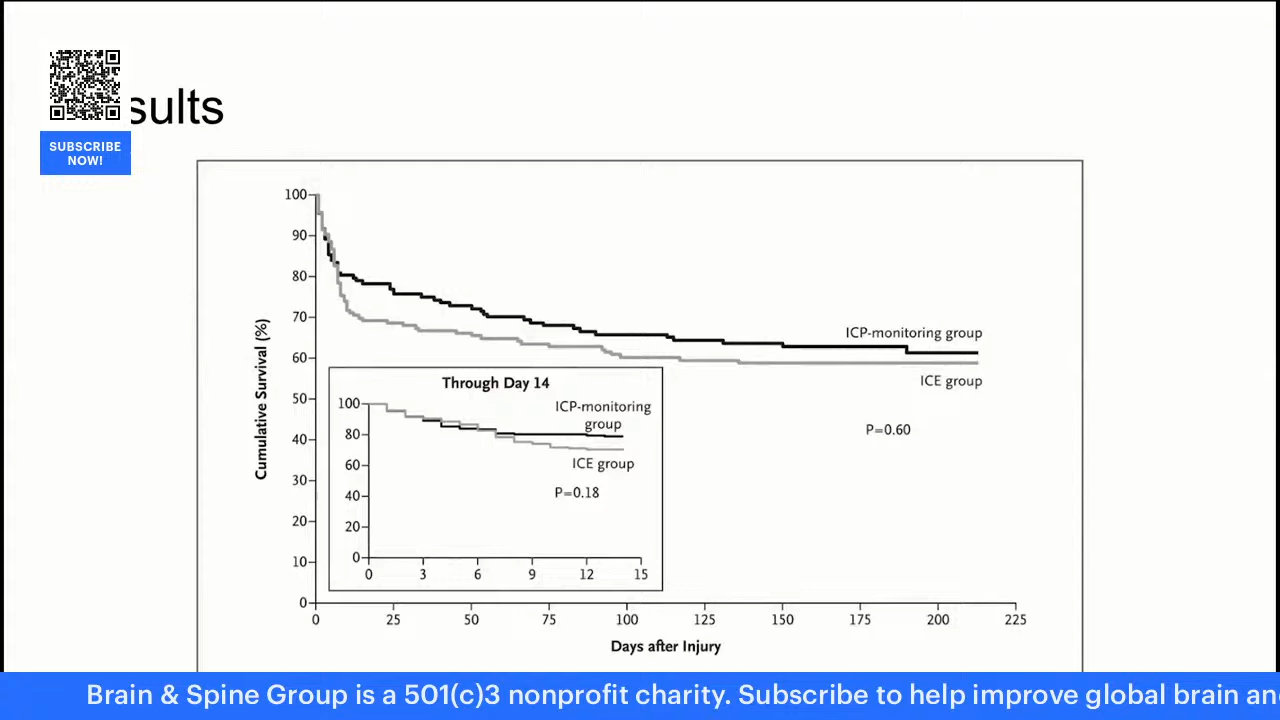 sults
SUBSCRIBE
NOW!
100
90
80
70
60
50
40
30
20
10
0
Cumulative Survival (%)
ICP-monitoring group
ICE group
P=0.60
Through Day 14
100
80
60
40
20
0
ICP-monitoring
group
ICE group
P=0.18
0 3 6 9 12 15
0 25 50 75 100 125 150 175 200 225
Days after Injury
Brain & Spine Group is a 501(c)3 nonprofit charity. Subscribe to help improve global brain an